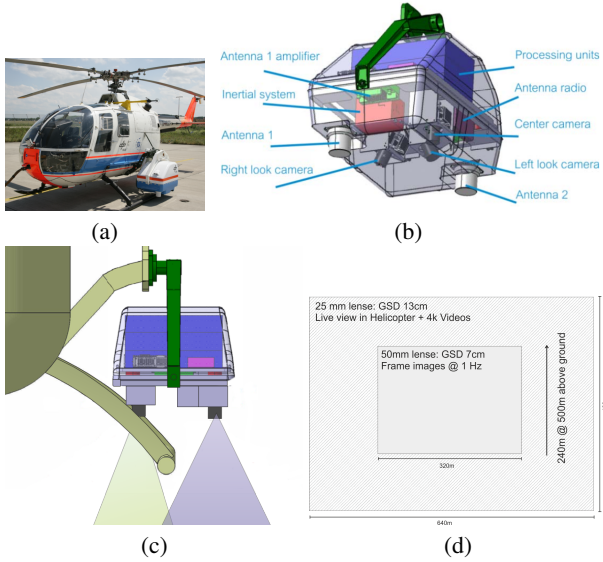 Antenna 1 amplifier
Inertial system
Antenna 1
Right look camera
Processing units
Antenna radio
Center camera
Left look camera
Antenna 2
(a)
(b)
25 mm lense: GSD 13cm
Live view in Helicopter + 4k Videos
50mm lense: GSD 7cm
Frame images @ 1 Hz
240m @ 500m above ground
320m
640m
(c)
(d)